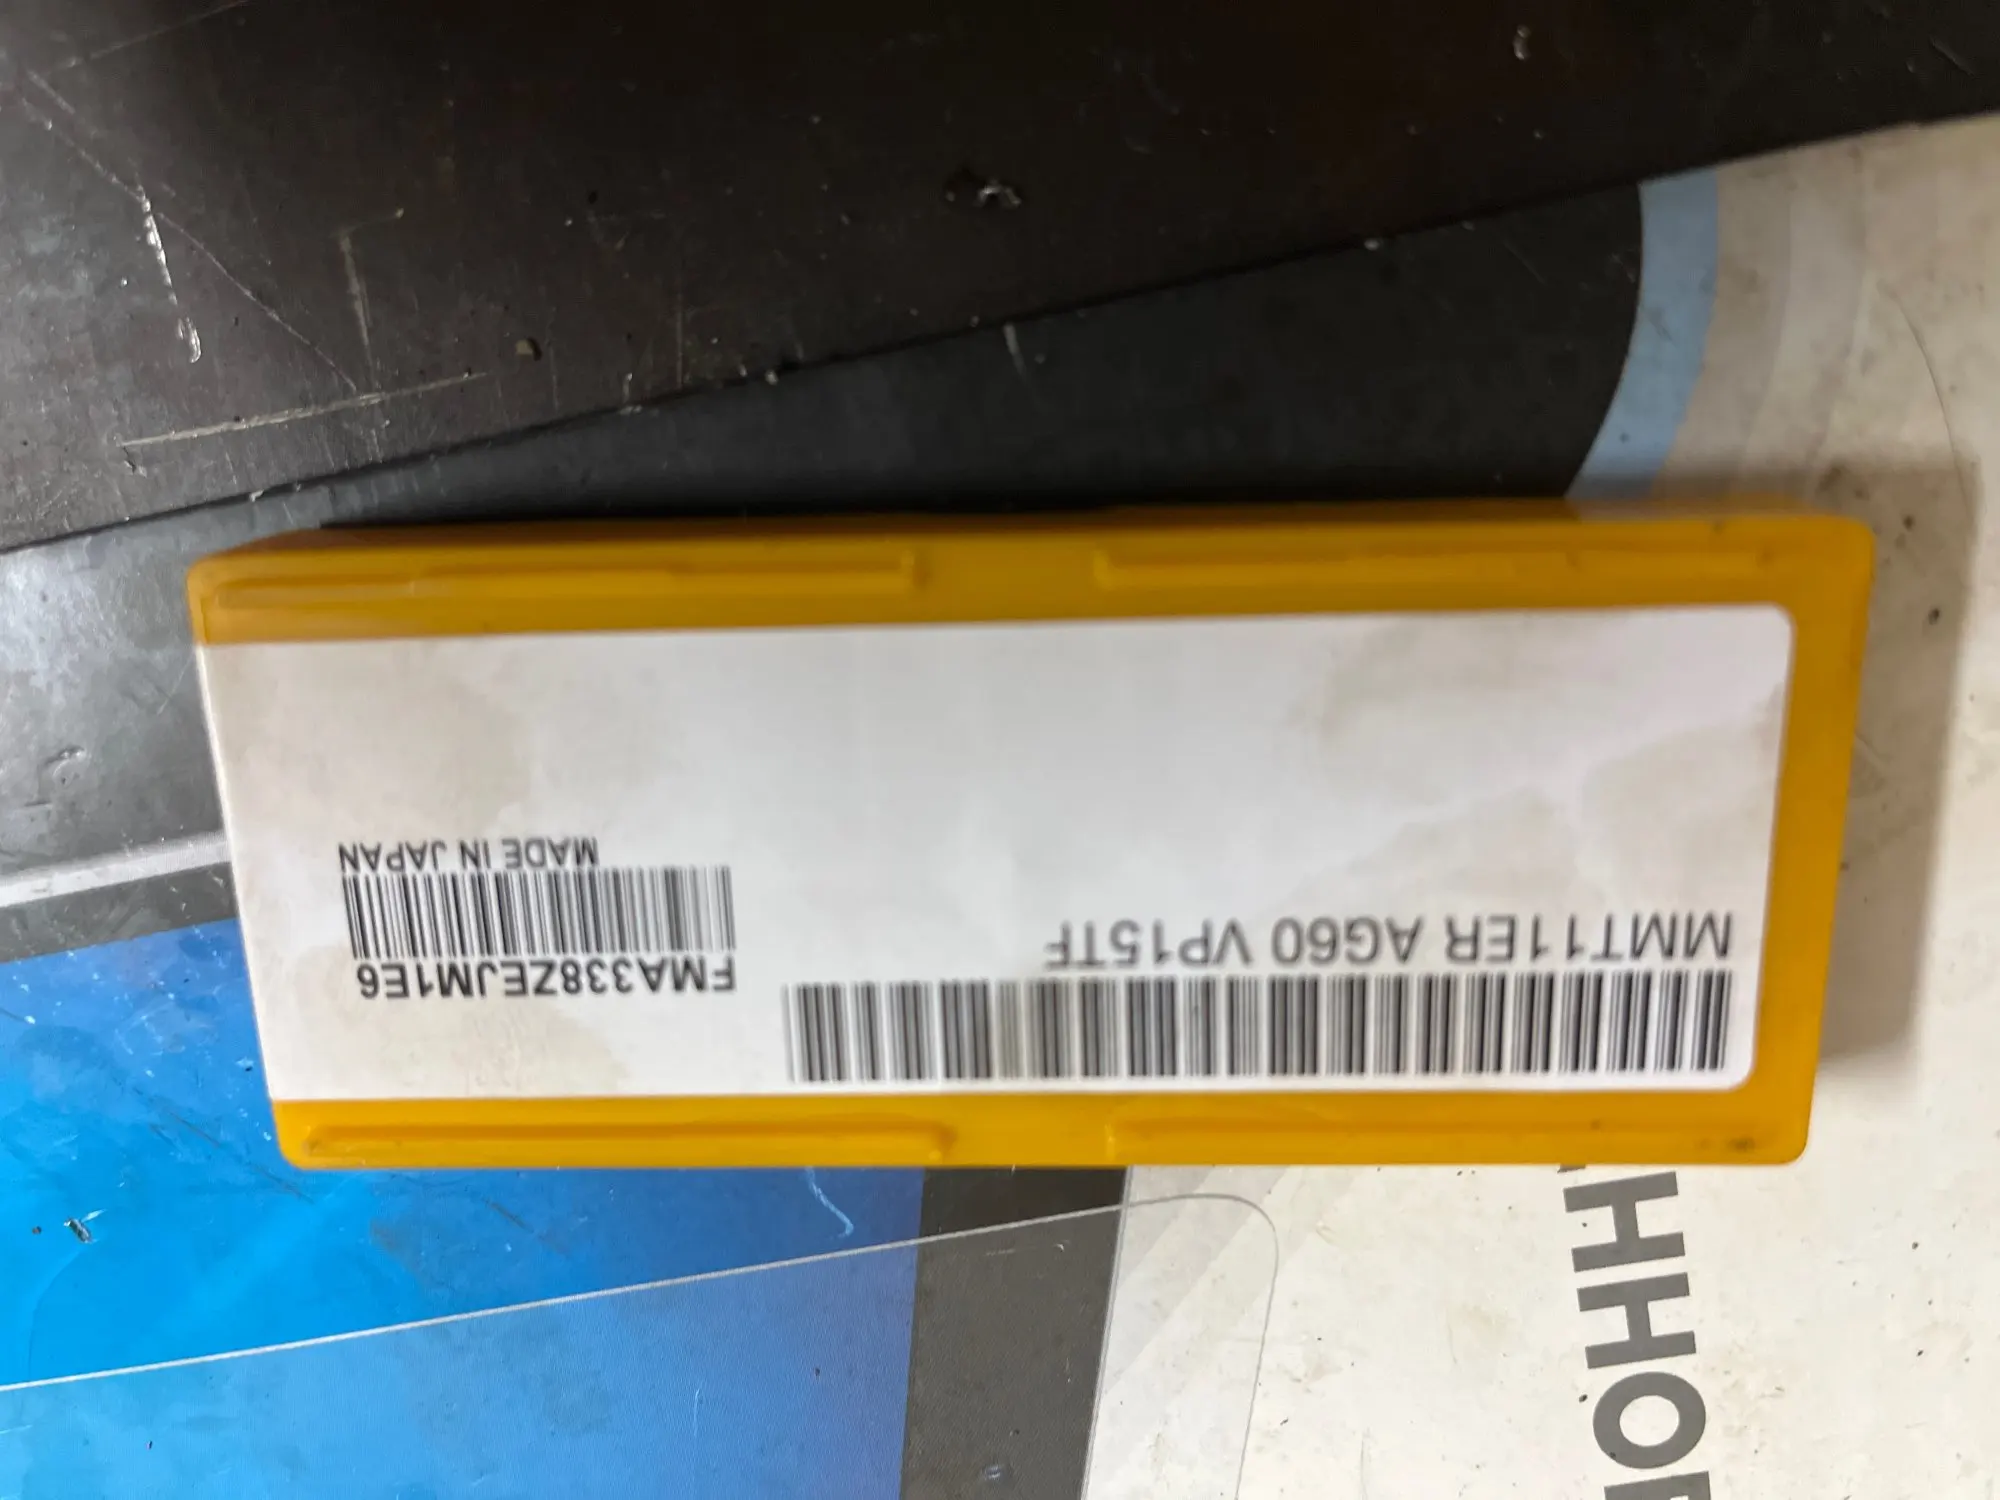 MMT11ER AG60 VP15TF
FMA338ZEJM1E6
MADE IN JAPAN